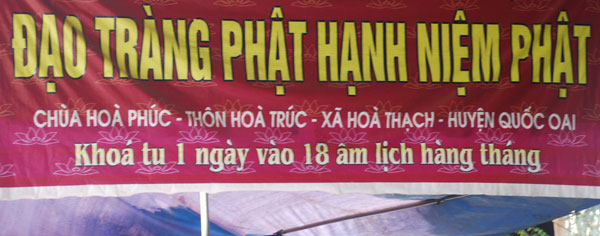 ĐẠO TRÀNG PHẬT HẠNH NIỆM PHẬT
CHÙA HOÀ PHÚC - THÔN HOÀ TRÚC - XÃ HOÀ THẠCH - HUYỆN QUỐC OAI
Khoá tu 1 ngày vào 18 âm lịch hàng tháng